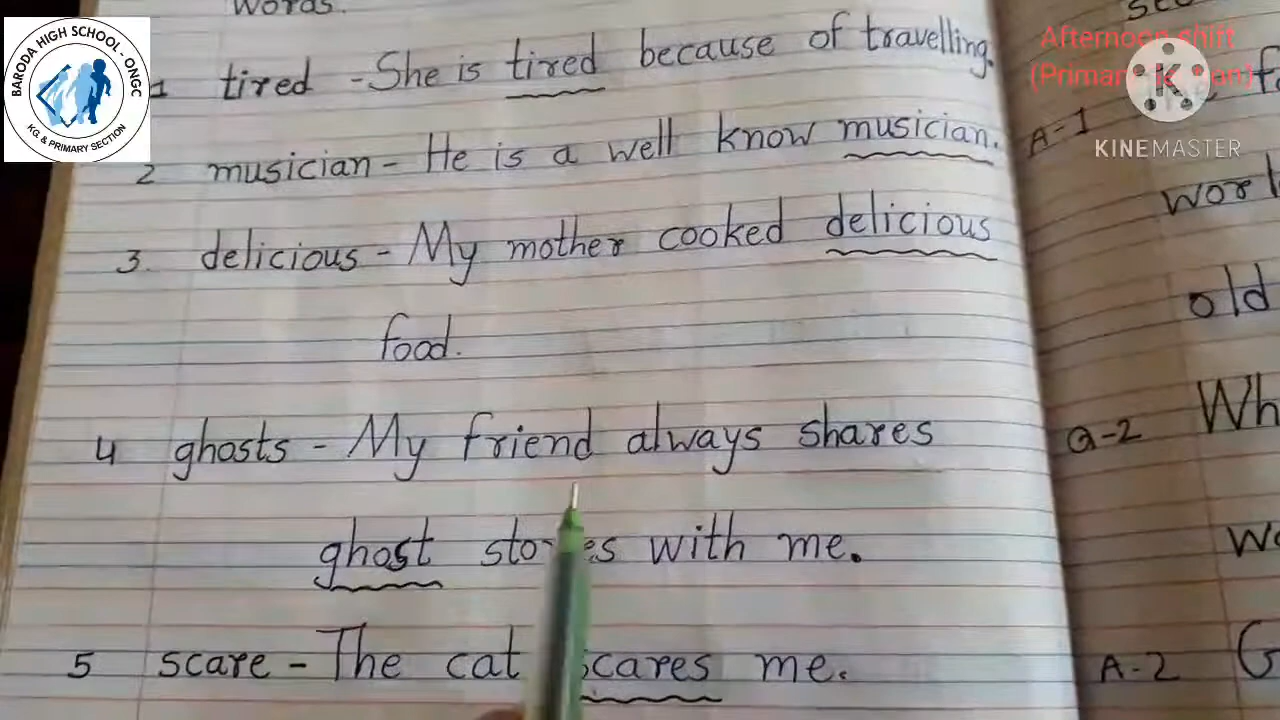 words.
BARODA HIGH SCHOOL - ONGC
KG & PRIMARY SECTION
1 tired - She is tired because of travelling.
2 musician - He is a well know musician.
3. delicious - My mother cooked delicious
food.
4 ghosts - My friend always shares
ghost stories with me.
5 scare - The cat scares me.
Afternoon shift
K
KINEMASTER
A-1
old
Q-2 Wh
A-2 G